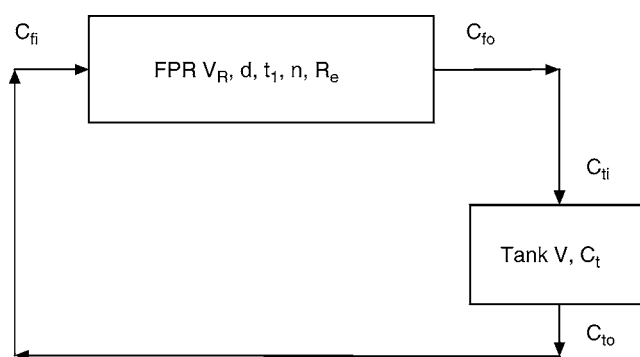 C_fi
C_fo
FPR V_R, d, t_1, n, R_e
C_ti
Tank V, C_t
C_to